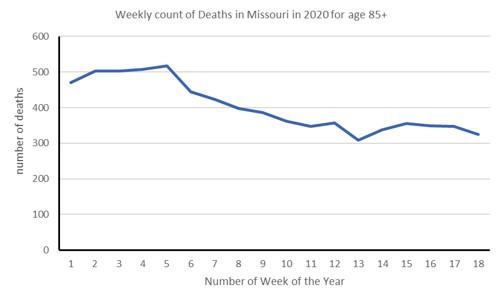 Weekly count of Deaths in Missouri in 2020 for age 85+
600
500
400
300
200
100
0
number of deaths
1 2 3 4 5 6 7 8 9 10 11 12 13 14 15 16 17 18
Number of Week of the Year